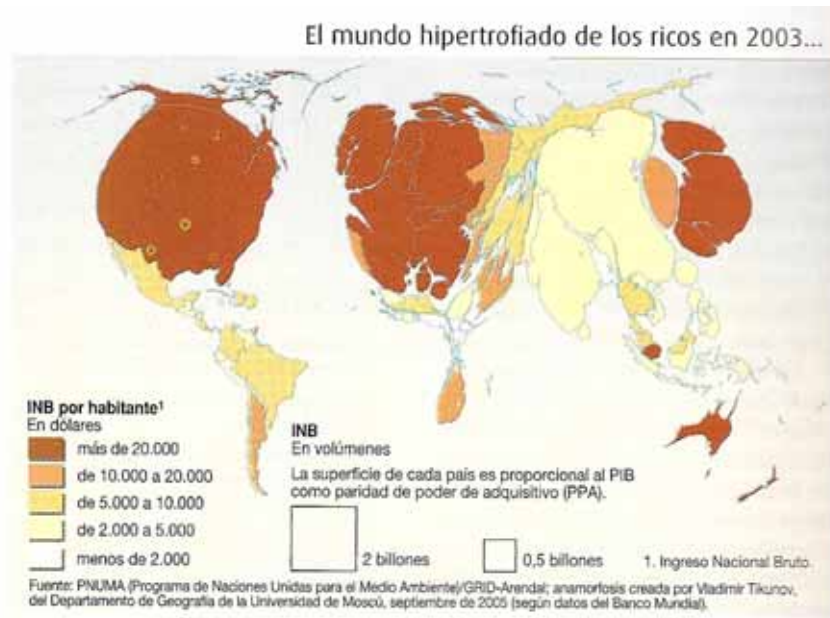 El mundo hipertrofiado de los ricos en 2003...
INB por habitante¹
En dólares
más de 20.000
de 10.000 a 20.000
de 5.000 a 10.000
de 2.000 a 5.000
menos de 2.000
INB
En volúmenes
La superficie de cada país es proporcional al PIB
como paridad de poder de adquisitivo (PPA).
2 billones
0,5 billones
1. Ingreso Nacional Bruto.
Fuente: PNUMA (Programa de Naciones Unidas para el Medio Ambiente)/GRID-Arendal; anamorfosis creada por Vladimir Tikunov,
del Departamento de Geografía de la Universidad de Moscú, septiembre de 2005 (según datos del Banco Mundial).